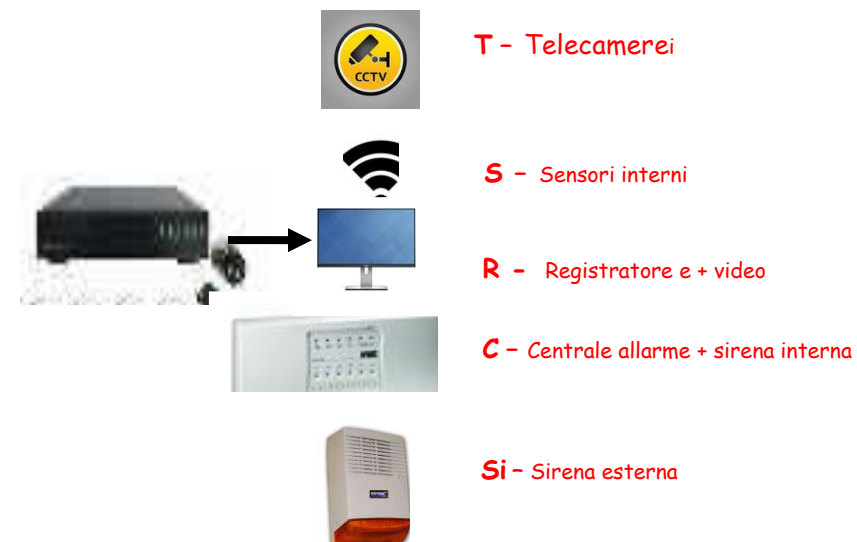 CCTV
T – Telecamerei
S – Sensori interni
R - Registratore e + video
C – Centrale allarme + sirena interna
Si – Sirena esterna